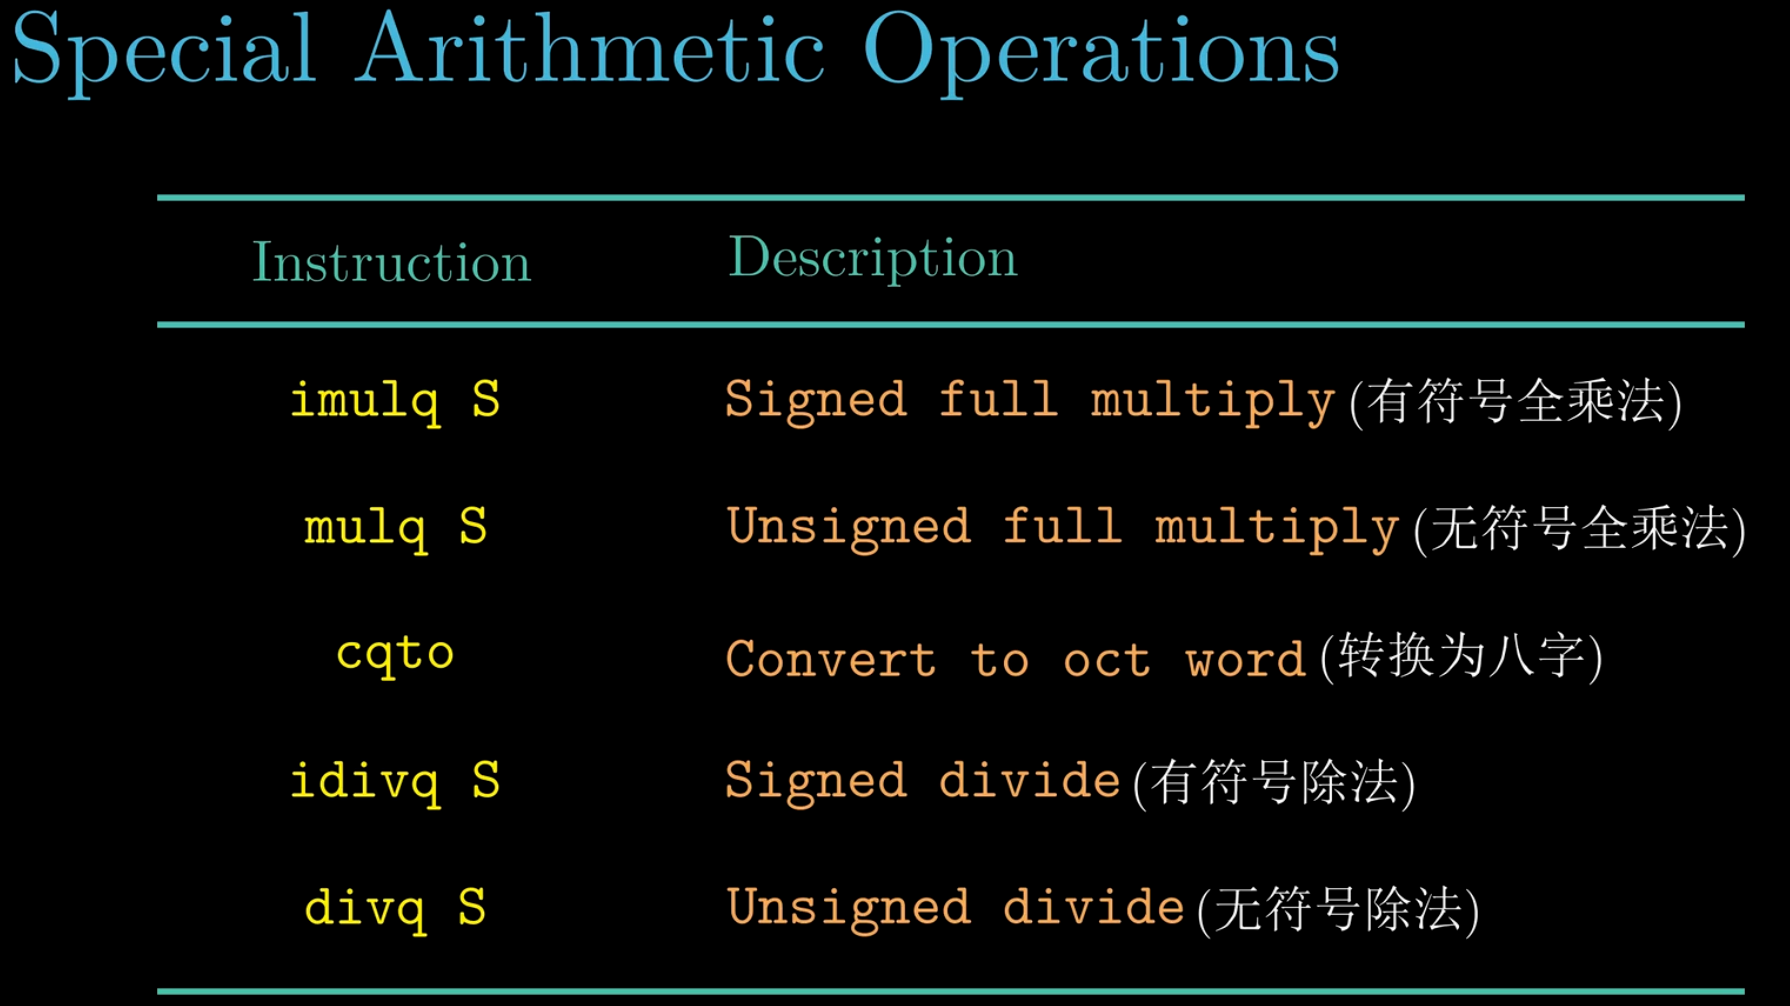 Special Arithmetic Operations
Instruction Description
imulq S Signed full multiply (有符号全乘法)
mulq S Unsigned full multiply (无符号全乘法)
cqto Convert to oct word (转换为八字)
idivq S Signed divide (有符号除法)
divq S Unsigned divide (无符号除法)